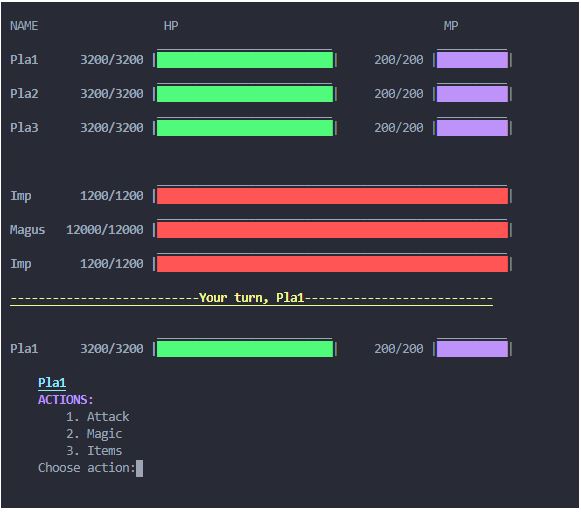 NAME HP MP
Pla1 3200/3200 | | 200/200 | |
Pla2 3200/3200 | | 200/200 | |
Pla3 3200/3200 | | 200/200 | |
Imp 1200/1200 | |
Magus 12000/12000 | |
Imp 1200/1200 | |
---------------------------Your turn, Pla1---------------------------
Pla1 3200/3200 | | 200/200 | |
Pla1
ACTIONS:
1. Attack
2. Magic
3. Items
Choose action: